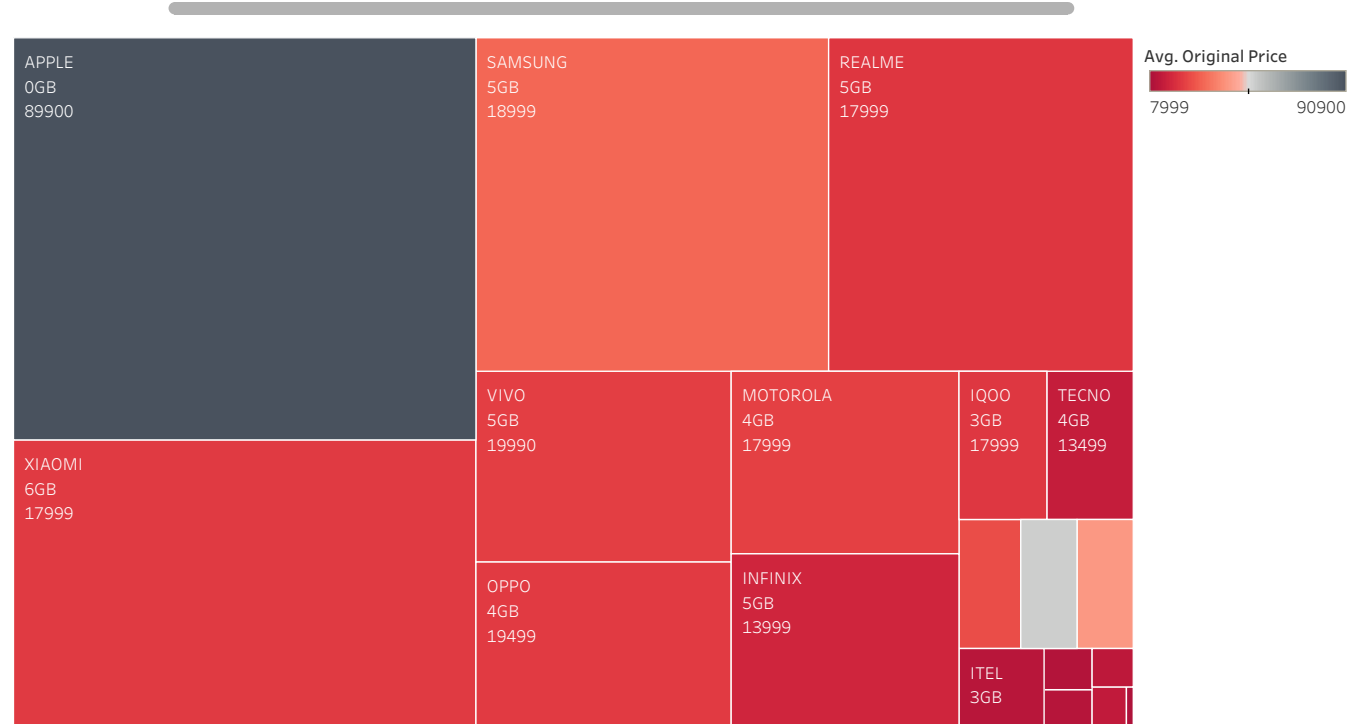 APPLE
0GB
89900
SAMSUNG
5GB
18999
REALME
5GB
17999
Avg. Original Price
7999 90900
XIAOMI
6GB
17999
VIVO
5GB
19990
MOTOROLA
4GB
17999
IQOO
3GB
17999
TECNO
4GB
13499
OPPO
4GB
19499
INFINIX
5GB
13999
ITEL
3GB